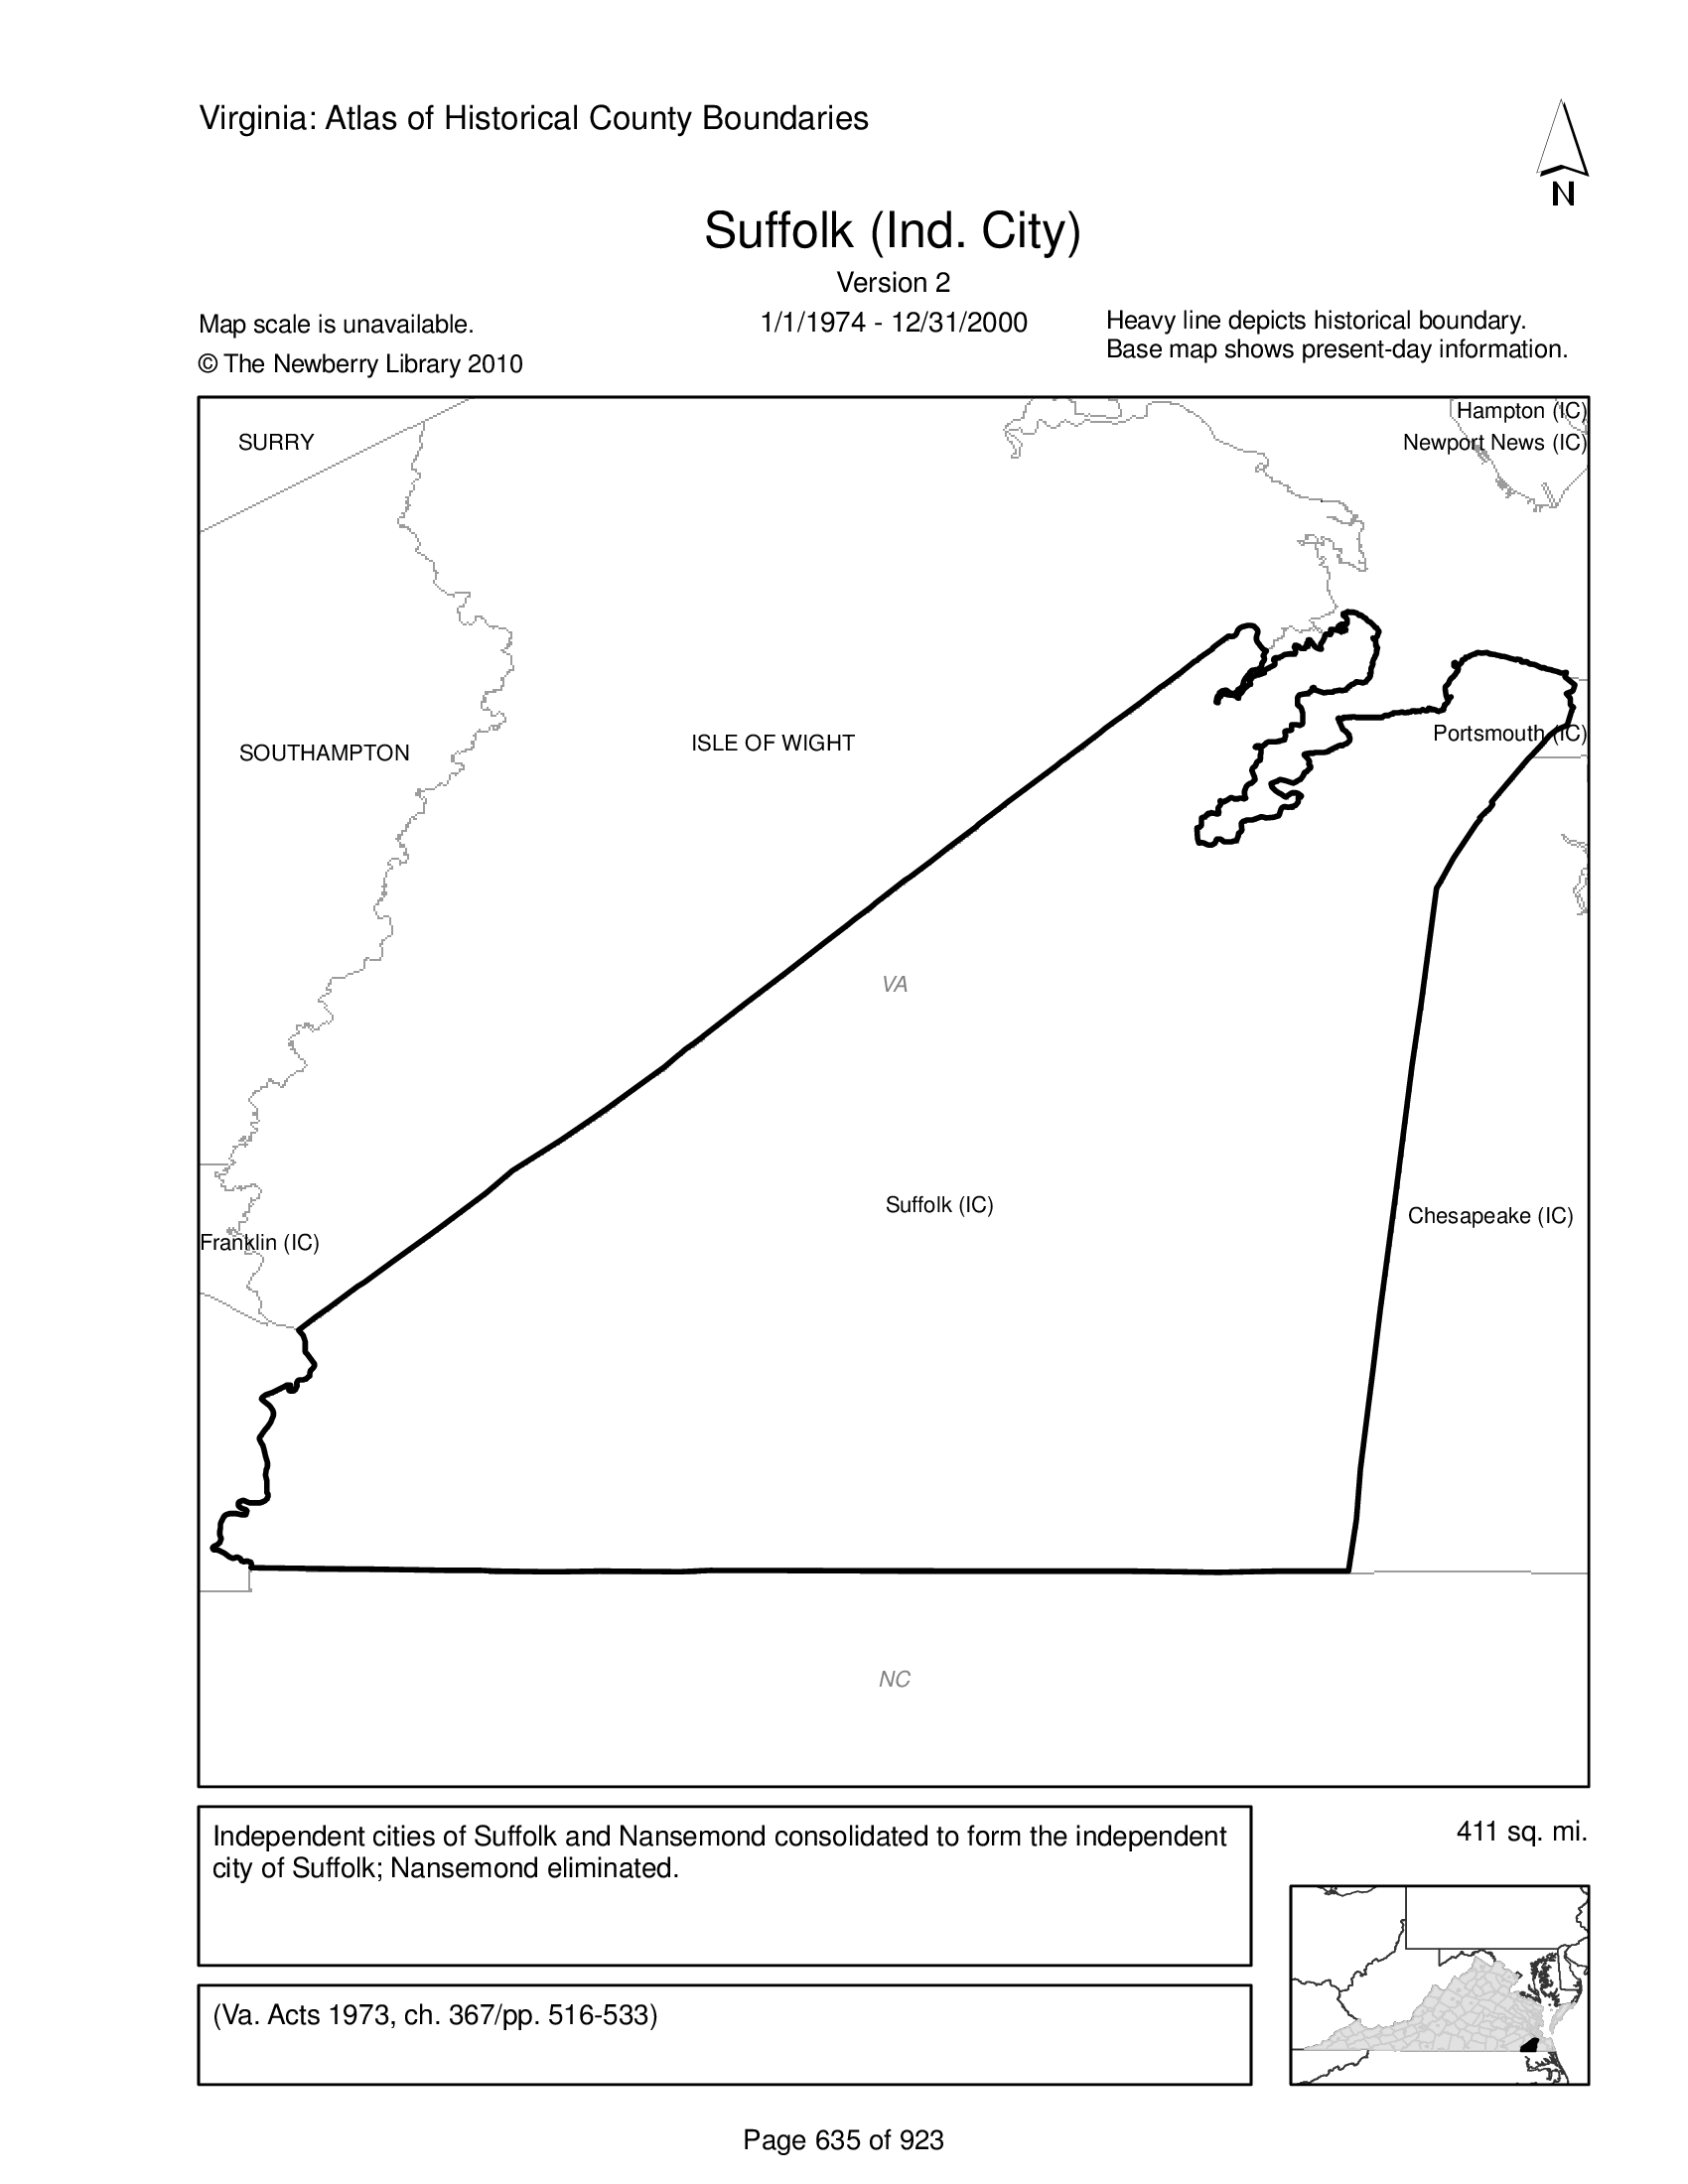 Virginia: Atlas of Historical County Boundaries
N
Suffolk (Ind. City)
Version 2
1/1/1974 - 12/31/2000
Map scale is unavailable.
© The Newberry Library 2010
Heavy line depicts historical boundary.
Base map shows present-day information.
Hampton (IC)
SURRY
Newport News (IC)
Portsmouth (IC)
ISLE OF WIGHT
SOUTHAMPTON
VA
Suffolk (IC)
Chesapeake (IC)
Franklin (IC)
NC
Independent cities of Suffolk and Nansemond consolidated to form the independent
city of Suffolk; Nansemond eliminated.
411 sq. mi.
(Va. Acts 1973, ch. 367/pp. 516-533)
Page 635 of 923